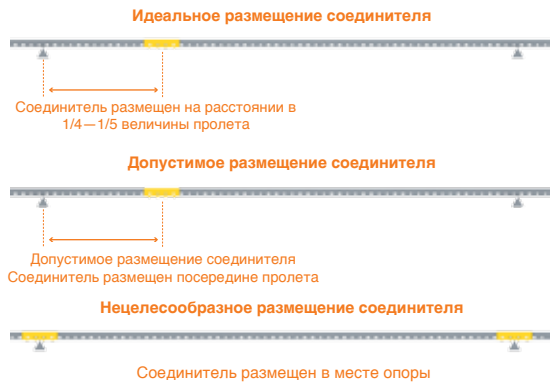 Идеальное размещение соединителя
Соединитель размещен на расстоянии в
1/4—1/5 величины пролета
Допустимое размещение соединителя
Допустимое размещение соединителя
Соединитель размещен посередине пролета
Нецелесообразное размещение соединителя
Соединитель размещен в месте опоры